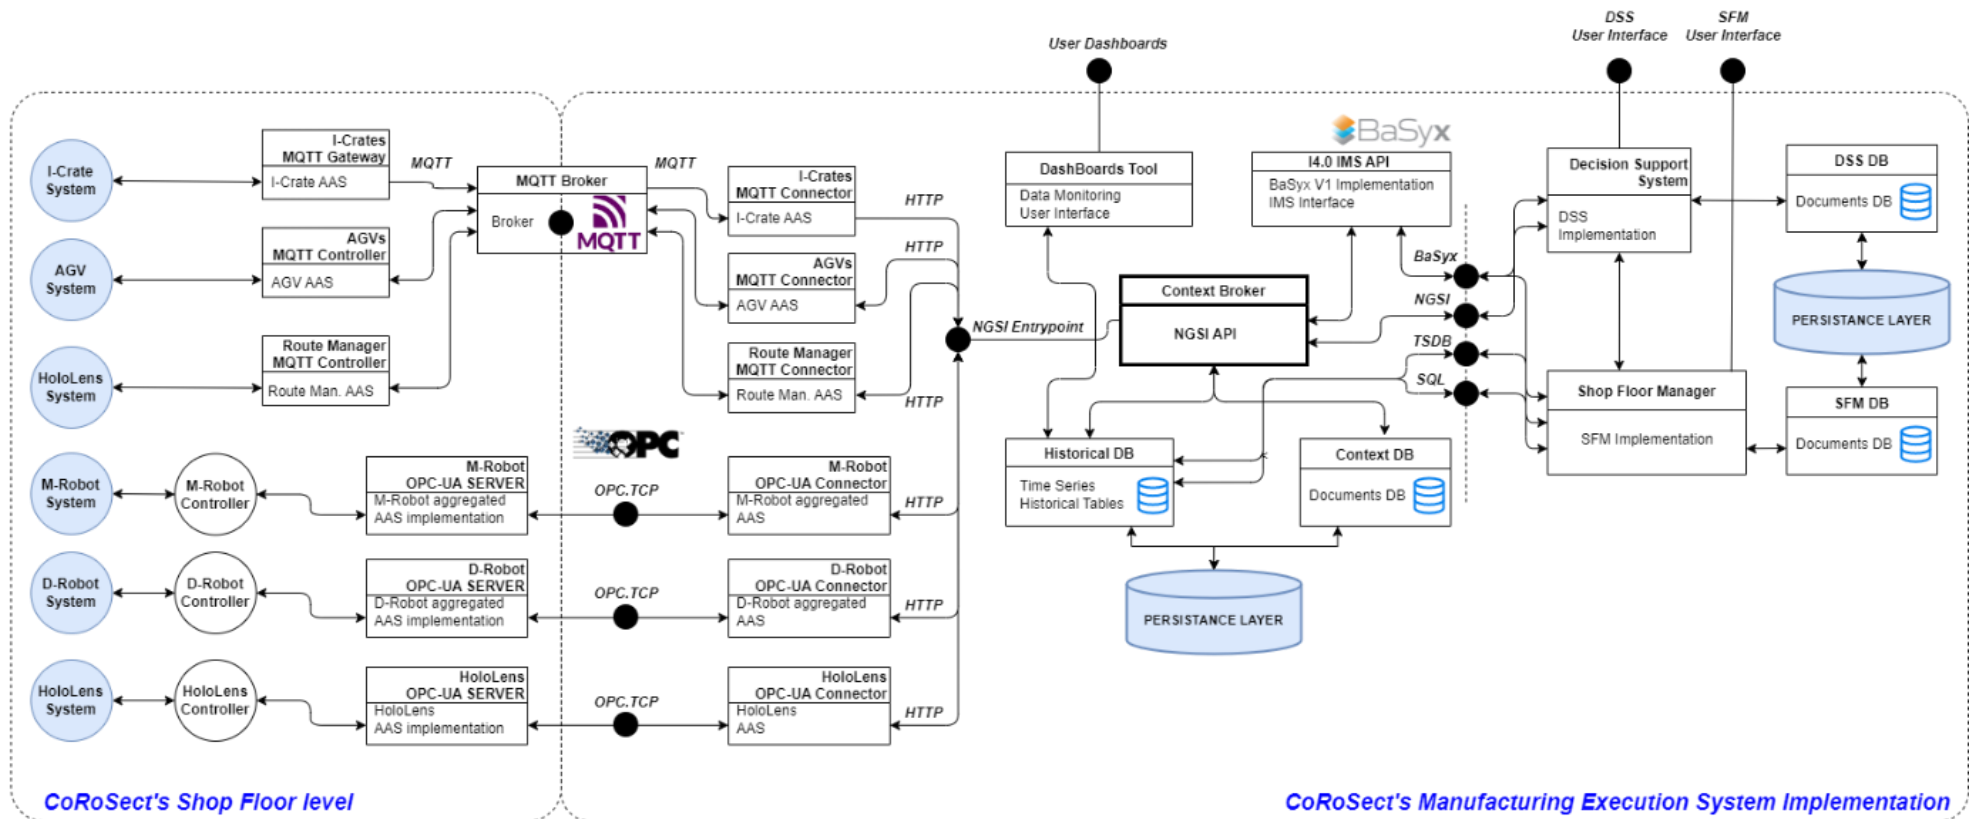 User Dashboards
DSS
User Interface
SFM
User Interface
I-Crate
System
I-Crates
MQTT Gateway
I-Crate AAS
MQTT
MQTT Broker
Broker
MQTT
MQTT
I-Crates
MQTT Connector
I-Crate AAS
HTTP
AGV
System
AGVs
MQTT Controller
AGV AAS
AGVs
MQTT Connector
AGV AAS
HTTP
HoloLens
System
Route Manager
MQTT Controller
Route Man. AAS
Route Manager
MQTT Connector
Route Man. AAS
HTTP
NGSI Entrypoint
OPC
M-Robot
System
M-Robot
Controller
M-Robot
OPC-UA SERVER
M-Robot aggregated
AAS implementation
OPC.TCP
M-Robot
OPC-UA Connector
M-Robot aggregated
AAS
HTTP
D-Robot
System
D-Robot
Controller
D-Robot
OPC-UA SERVER
D-Robot aggregated
AAS implementation
OPC.TCP
D-Robot
OPC-UA Connector
D-Robot aggregated
AAS
HTTP
HoloLens
System
HoloLens
Controller
HoloLens
OPC-UA SERVER
HoloLens
AAS implementation
OPC.TCP
HoloLens
OPC-UA Connector
HoloLens
AAS
HTTP
DashBoards Tool
Data Monitoring
User Interface
BaSyx
I4.0 IMS API
BaSyx V1 Implementation
IMS Interface
Context Broker
NGSI API
BaSyx
NGSI
TSDB
SQL
Historical DB
Time Series
Historical Tables
Context DB
Documents DB
PERSISTANCE LAYER
Decision Support
System
DSS
Implementation
DSS DB
Documents DB
PERSISTANCE LAYER
Shop Floor Manager
SFM Implementation
SFM DB
Documents DB
CoRoSect's Shop Floor level
CoRoSect's Manufacturing Execution System Implementation